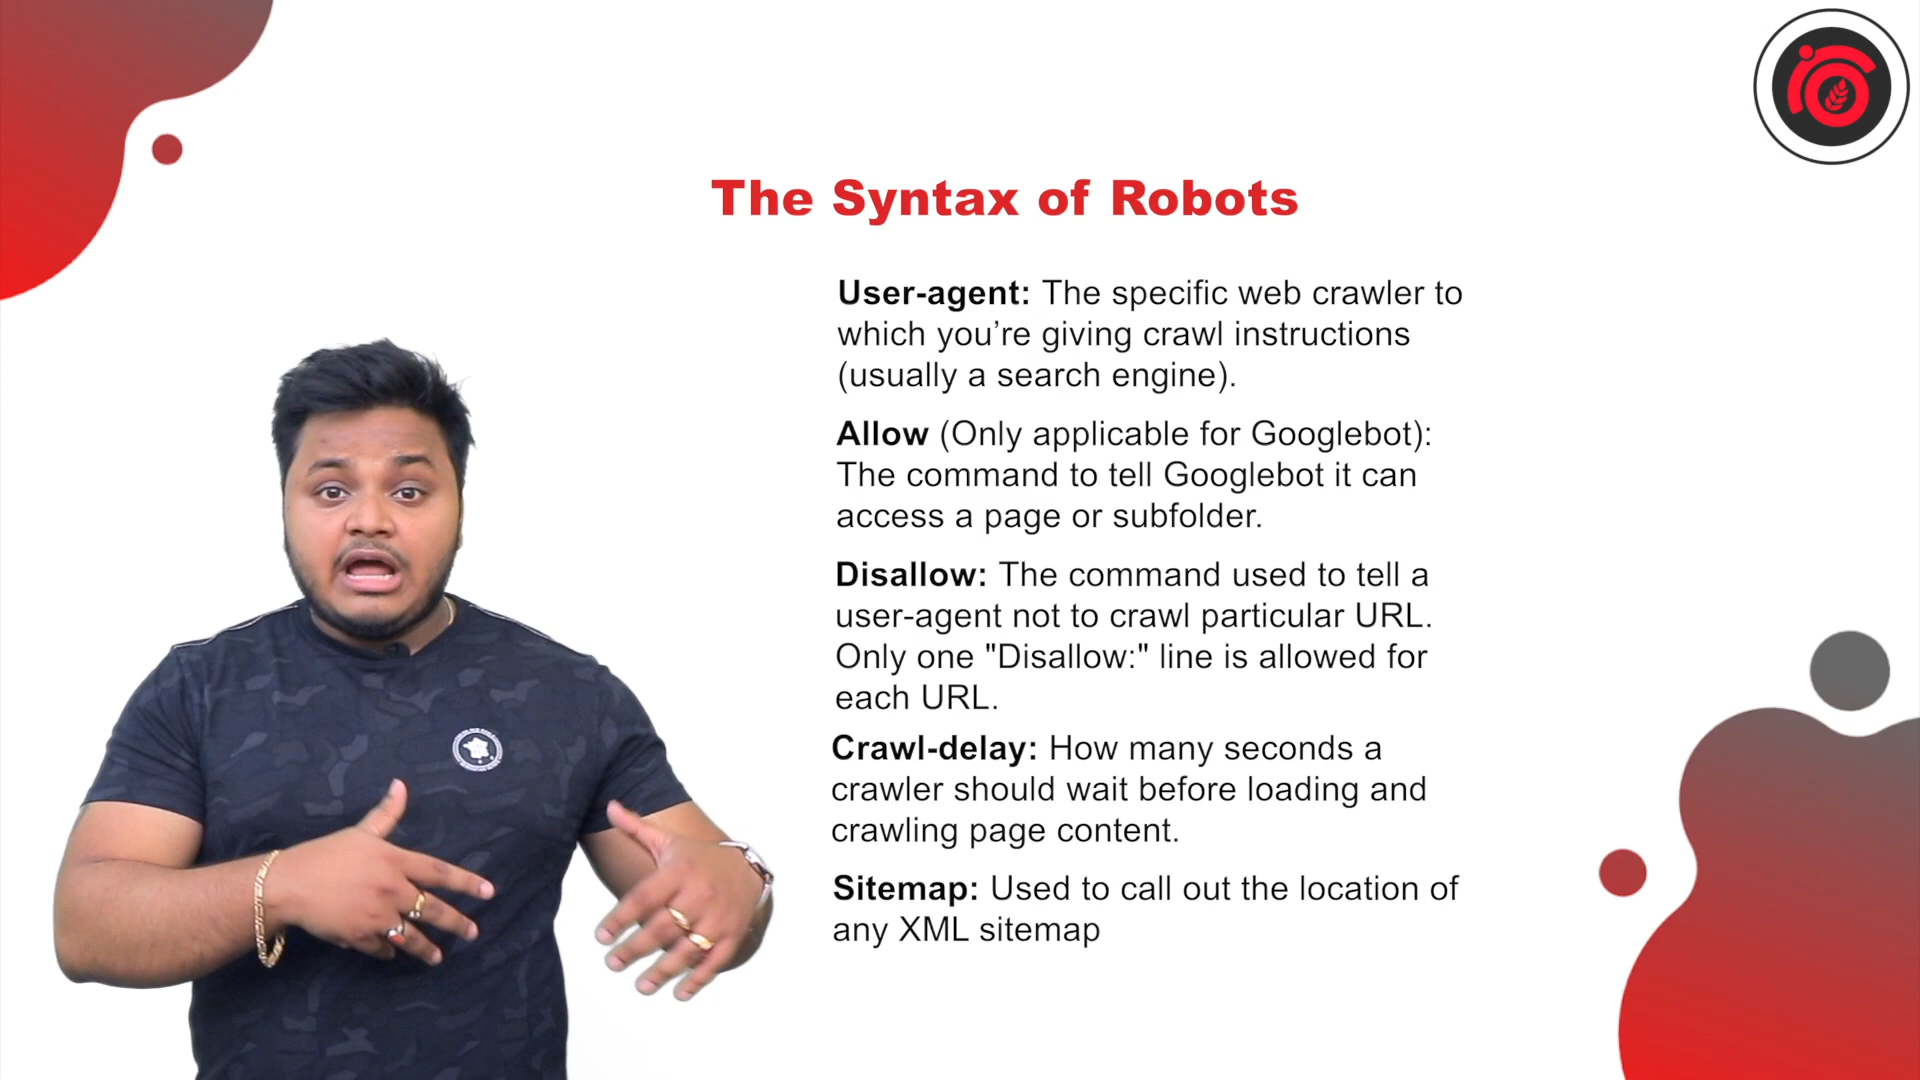 The Syntax of Robots
User-agent: The specific web crawler to
which you’re giving crawl instructions
(usually a search engine).
Allow (Only applicable for Googlebot):
The command to tell Googlebot it can
access a page or subfolder.
Disallow: The command used to tell a
user-agent not to crawl particular URL.
Only one "Disallow:" line is allowed for
each URL.
Crawl-delay: How many seconds a
crawler should wait before loading and
crawling page content.
Sitemap: Used to call out the location of
any XML sitemap